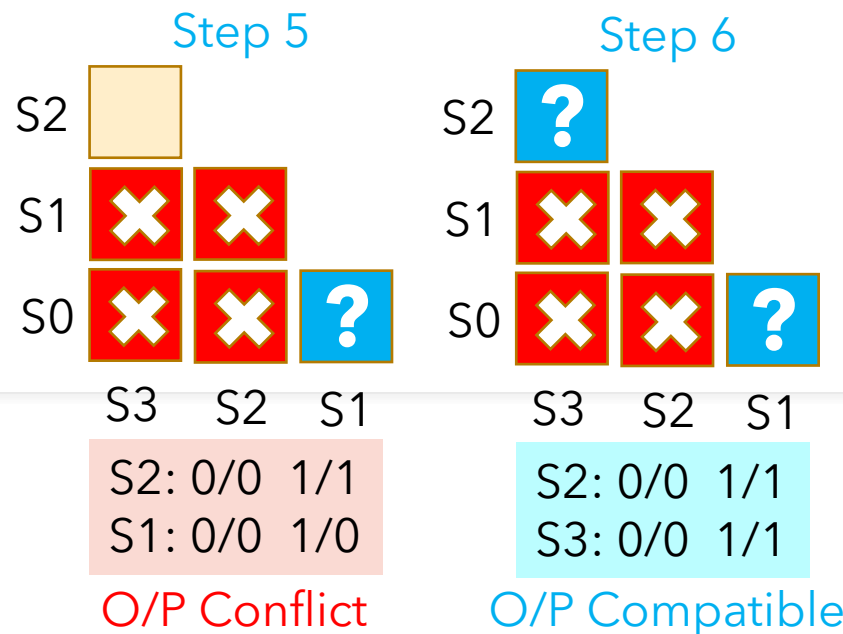 Step 5
S2
S1
S0 ?
S3 S2 S1
S2: 0/0 1/1
S1: 0/0 1/0
O/P Conflict
Step 6
S2 ?
S1
S0 ?
S3 S2 S1
S2: 0/0 1/1
S3: 0/0 1/1
O/P Compatible